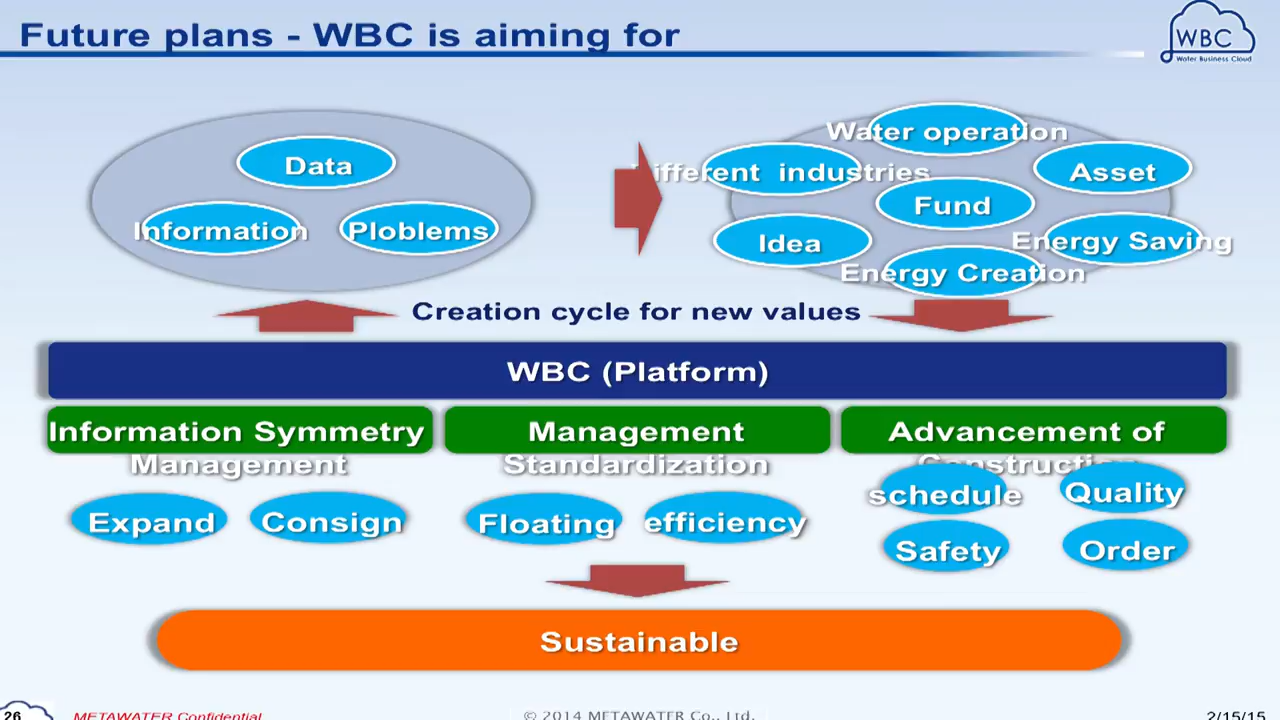 Future plans - WBC is aiming for
WBC
Water Business Cloud
Data
Information
Ploblems
Water operation
Different industries
Asset
Fund
Idea
Energy Saving
Energy Creation
Creation cycle for new values
WBC (Platform)
Information Symmetry
Management
Management
Standardization
Advancement of
Construction
Expand
Consign
Floating
efficiency
schedule
Quality
Safety
Order
Sustainable
26
METAWATER Confidential
© 2014 METAWATER Co., Ltd.
2/15/15